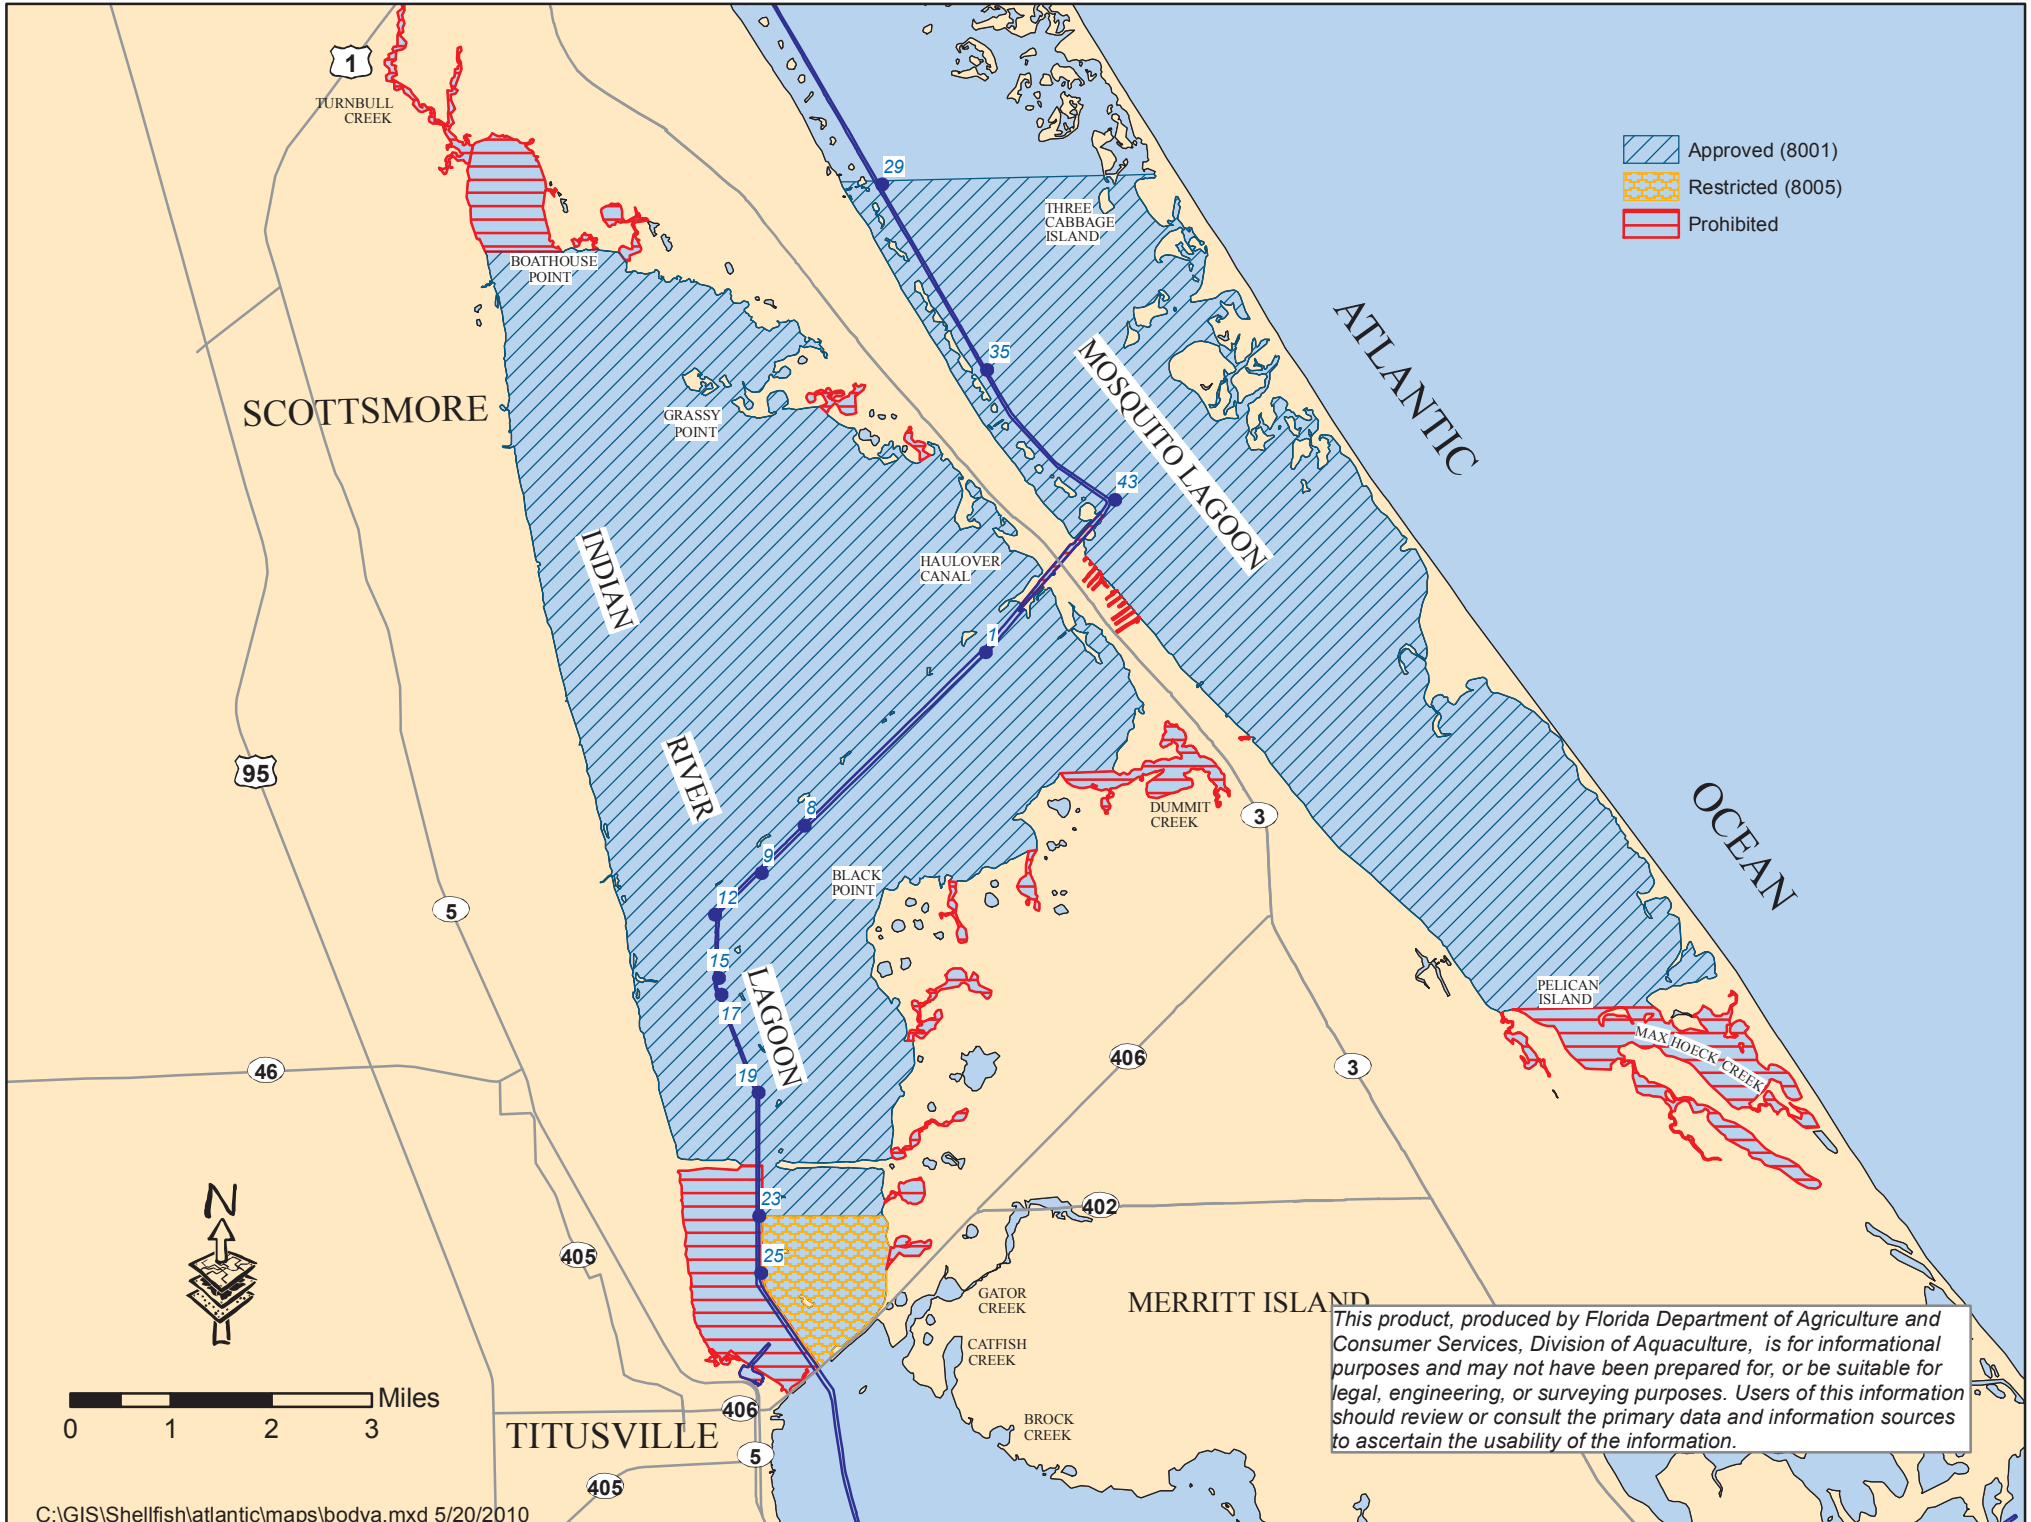 1
TURNBULL
CREEK
29
Approved (8001)
Restricted (8005)
Prohibited
THREE
CABBAGE
ISLAND
BOATHOUSE
POINT
ATLANTIC
35
MOSQUITO LAGOON
SCOTTSMORE
GRASSY
POINT
43
INDIAN
HAULOVER
CANAL
1
RIVER
95
8
DUMMIT
CREEK
3
OCEAN
9
BLACK
POINT
12
5
15
LAGOON
17
PELICAN
ISLAND
MAX HOECK CREEK
46
19
406
3
N
23
402
405
25
GATOR
CREEK
MERRITT ISLAND
CATFISH
CREEK
This product, produced by Florida Department of Agriculture and
Consumer Services, Division of Aquaculture, is for informational
purposes and may not have been prepared for, or be suitable for
legal, engineering, or surveying purposes. Users of this information
should review or consult the primary data and information sources
to ascertain the usability of the information.
Miles
0 1 2 3
406
TITUSVILLE
BROCK
CREEK
5
405
C:\GIS\Shellfish\atlantic\maps\bodya.mxd 5/20/2010